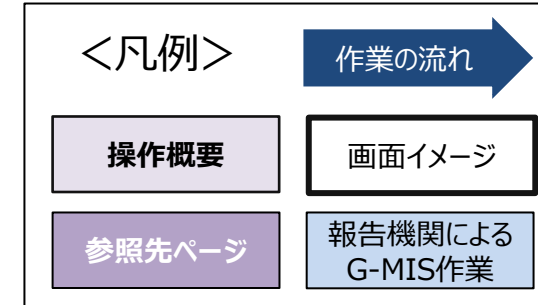 ＜凡例＞
作業の流れ
操作概要
画面イメージ
参照先ページ
報告機関による
G-MIS作業